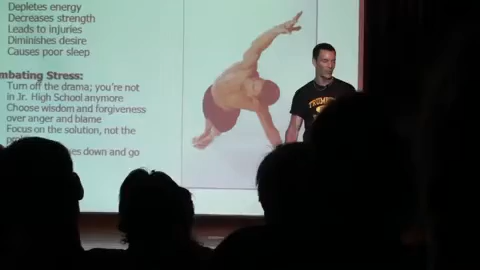 Depletes energy
Decreases strength
Leads to injuries
Diminishes desire
Causes poor sleep
mbating Stress:
Turn off the drama; you're not
in Jr. High School anymore
Choose wisdom and forgiveness
over anger and blame
Focus on the solution, not the
down and go